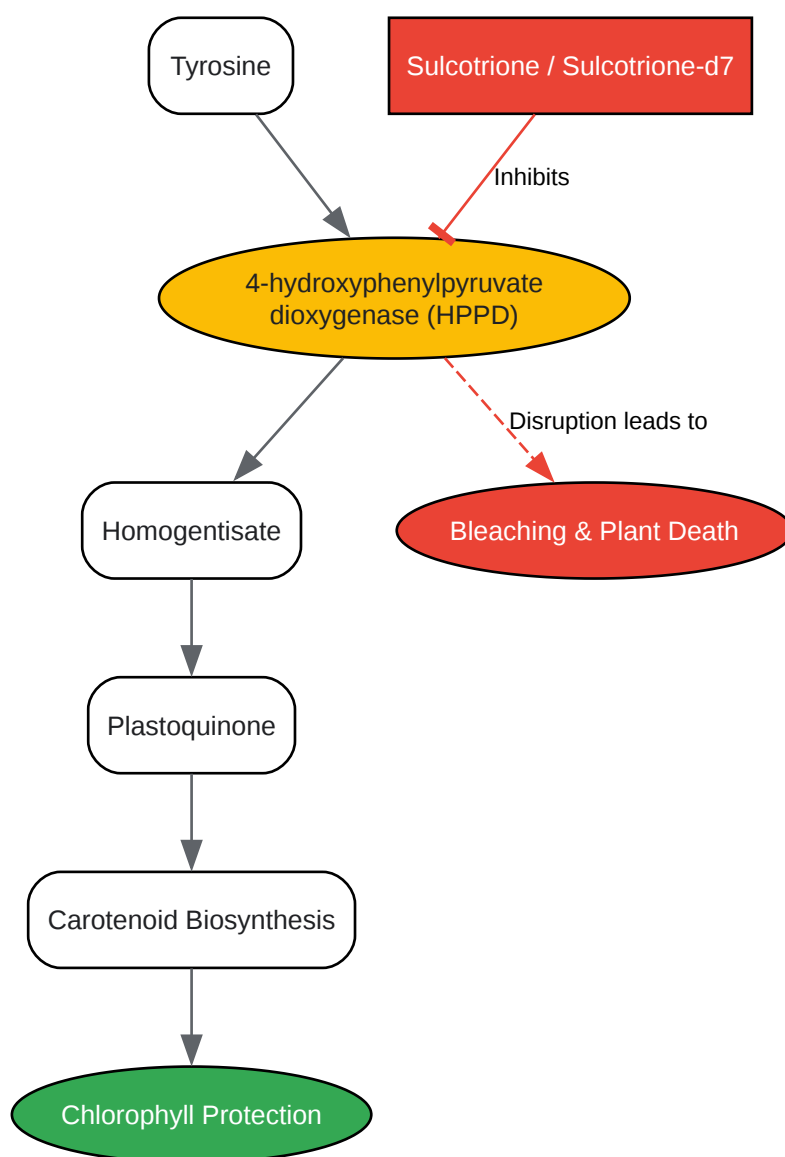 Tyrosine
Sulcotrione / Sulcotrione-d7
Inhibits
4-hydroxyphenylpyruvate
dioxygenase (HPPD)
Disruption leads to
Homogentisate
Bleaching & Plant Death
Plastoquinone
Carotenoid Biosynthesis
Chlorophyll Protection